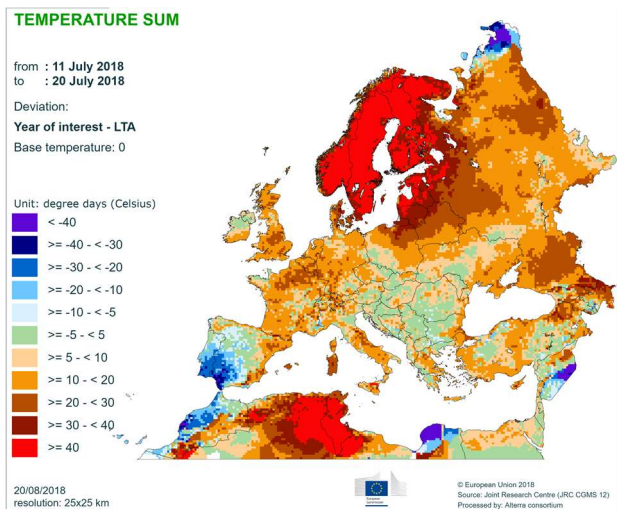 TEMPERATURE SUM
from : 11 July 2018
to : 20 July 2018
Deviation:
Year of interest - LTA
Base temperature: 0
Unit: degree days (Celsius)
< -40
>= -40 - < -30
>= -30 - < -20
>= -20 - < -10
>= -10 - < -5
>= -5 - < 5
>= 5 - < 10
>= 10 - < 20
>= 20 - < 30
>= 30 - < 40
>= 40
20/08/2018
resolution: 25x25 km
European
Commission
© European Union 2018
Source: Joint Research Centre (JRC CGMS 12)
Processed by: Alterra consortium